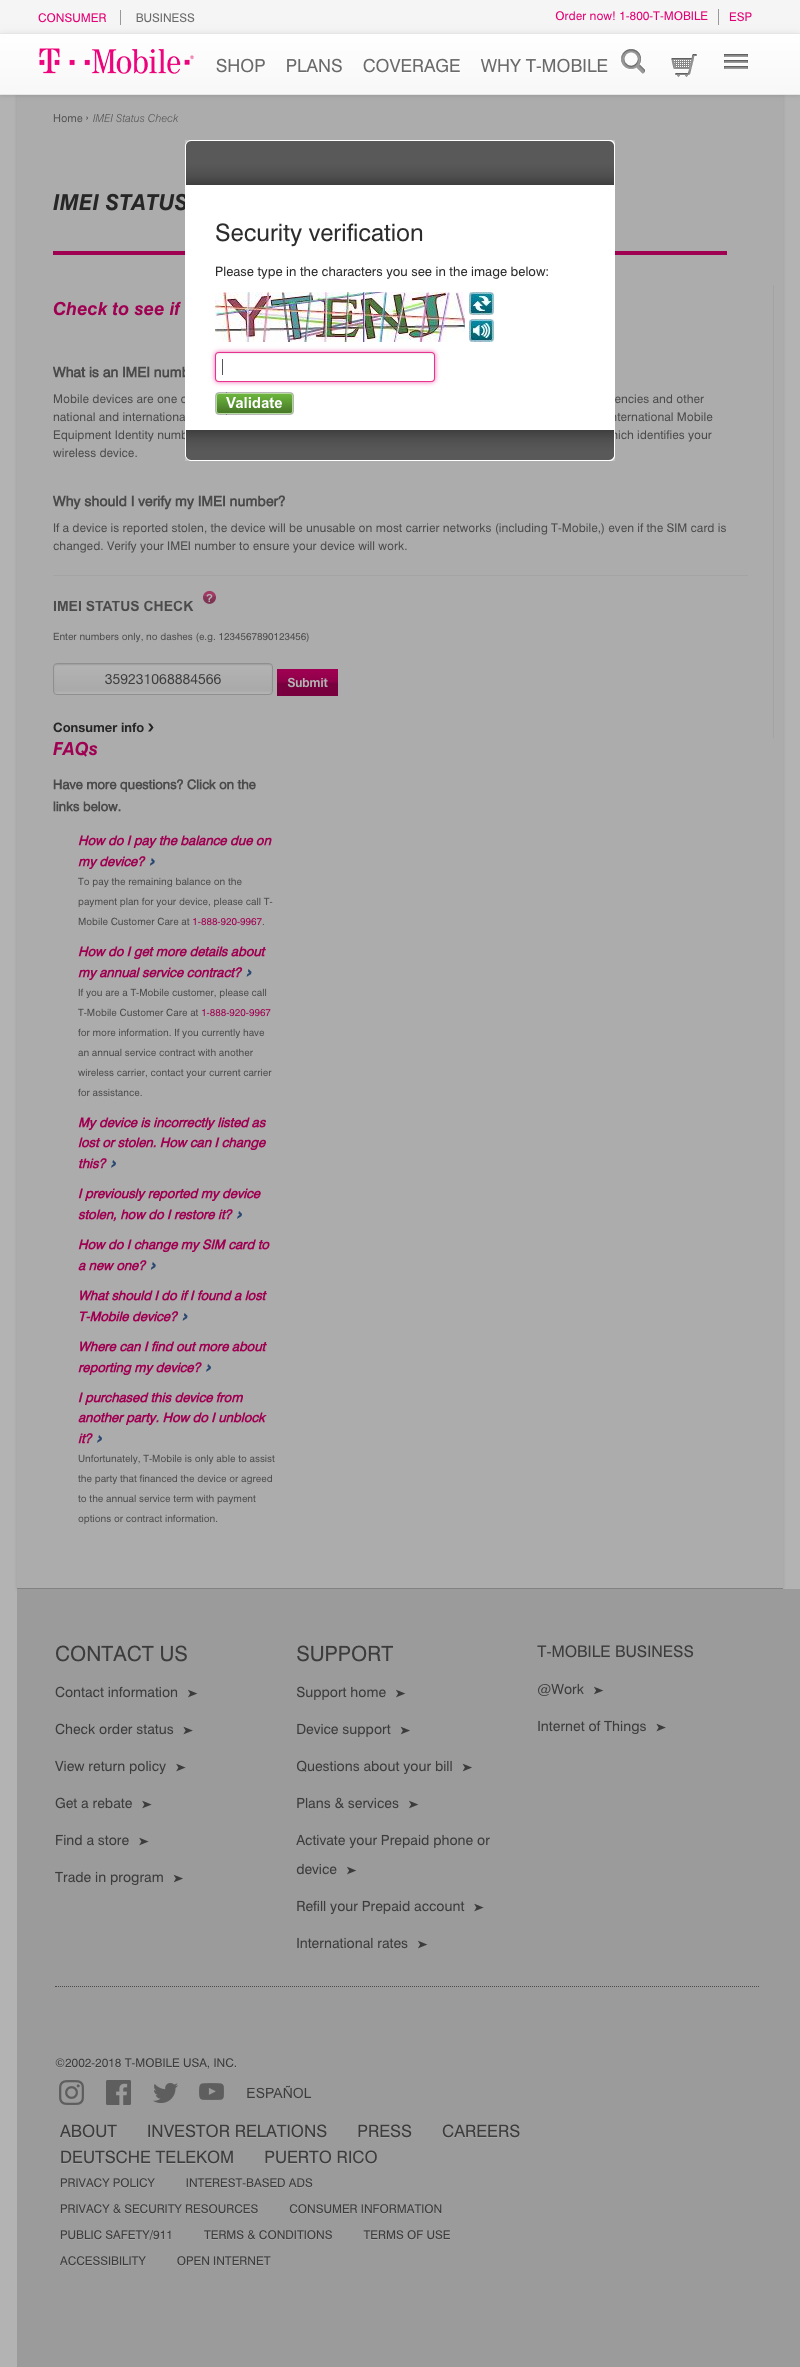 CONSUMER BUSINESS Order now! 1-800-T-MOBILE ESP
T··Mobile· SHOP PLANS COVERAGE WHY T-MOBILE
Home › IMEI Status Check
IMEI STATUS
Security verification
Please type in the characters you see in the image below:
Validate
Check to see if
What is an IMEI numb
Mobile devices are one o encies and other
national and internationa nternational Mobile
Equipment Identity numb hich identifies your
wireless device.
Why should I verify my IMEI number?
If a device is reported stolen, the device will be unusable on most carrier networks (including T-Mobile,) even if the SIM card is
changed. Verify your IMEI number to ensure your device will work.
IMEI STATUS CHECK ?
Enter numbers only, no dashes (e.g. 1234567890123456)
359231068884566 Submit
Consumer info ›
FAQs
Have more questions? Click on the
links below.
How do I pay the balance due on
my device? ›
To pay the remaining balance on the
payment plan for your device, please call T-
Mobile Customer Care at 1-888-920-9967.
How do I get more details about
my annual service contract? ›
If you are a T-Mobile customer, please call
T-Mobile Customer Care at 1-888-920-9967
for more information. If you currently have
an annual service contract with another
wireless carrier, contact your current carrier
for assistance.
My device is incorrectly listed as
lost or stolen. How can I change
this? ›
I previously reported my device
stolen, how do I restore it? ›
How do I change my SIM card to
a new one? ›
What should I do if I found a lost
T-Mobile device? ›
Where can I find out more about
reporting my device? ›
I purchased this device from
another party. How do I unblock
it? ›
Unfortunately, T-Mobile is only able to assist
the party that financed the device or agreed
to the annual service term with payment
options or contract information.
CONTACT US
Contact information ➤
Check order status ➤
View return policy ➤
Get a rebate ➤
Find a store ➤
Trade in program ➤
SUPPORT
Support home ➤
Device support ➤
Questions about your bill ➤
Plans & services ➤
Activate your Prepaid phone or
device ➤
Refill your Prepaid account ➤
International rates ➤
T-MOBILE BUSINESS
@Work ➤
Internet of Things ➤
©2002-2018 T-MOBILE USA, INC.
ESPAÑOL
ABOUT INVESTOR RELATIONS PRESS CAREERS
DEUTSCHE TELEKOM PUERTO RICO
PRIVACY POLICY INTEREST-BASED ADS
PRIVACY & SECURITY RESOURCES CONSUMER INFORMATION
PUBLIC SAFETY/911 TERMS & CONDITIONS TERMS OF USE
ACCESSIBILITY OPEN INTERNET